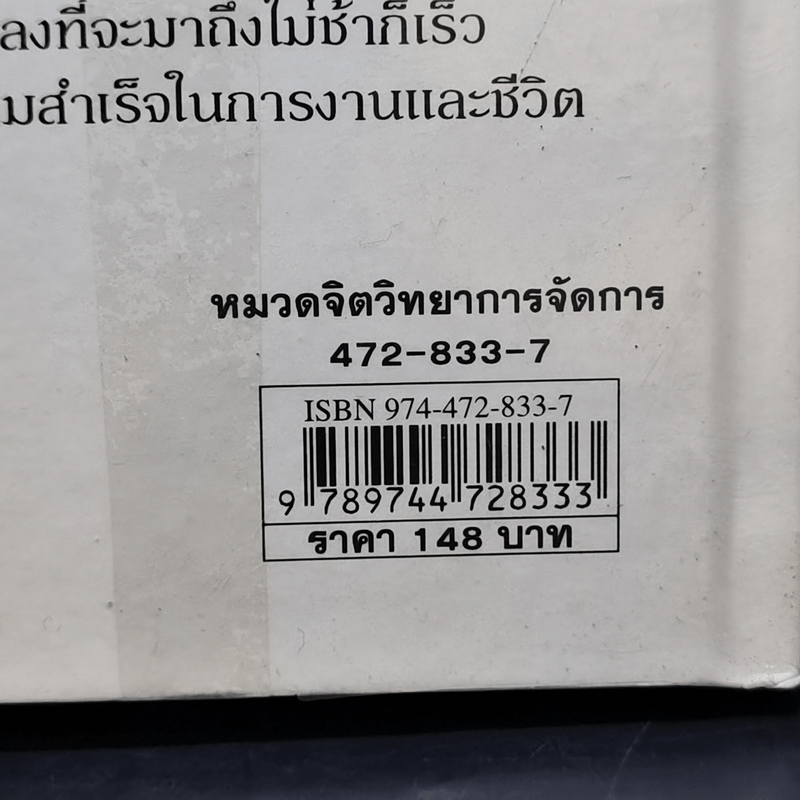 ลงที่จะมาถึงไม่ช้าก็เร็ว
มสำเร็จในการงานและชีวิต
หมวดจิตวิทยาการจัดการ
472-833-7
ISBN 974-472-833-7
9 789744 728333
ราคา 148 บาท